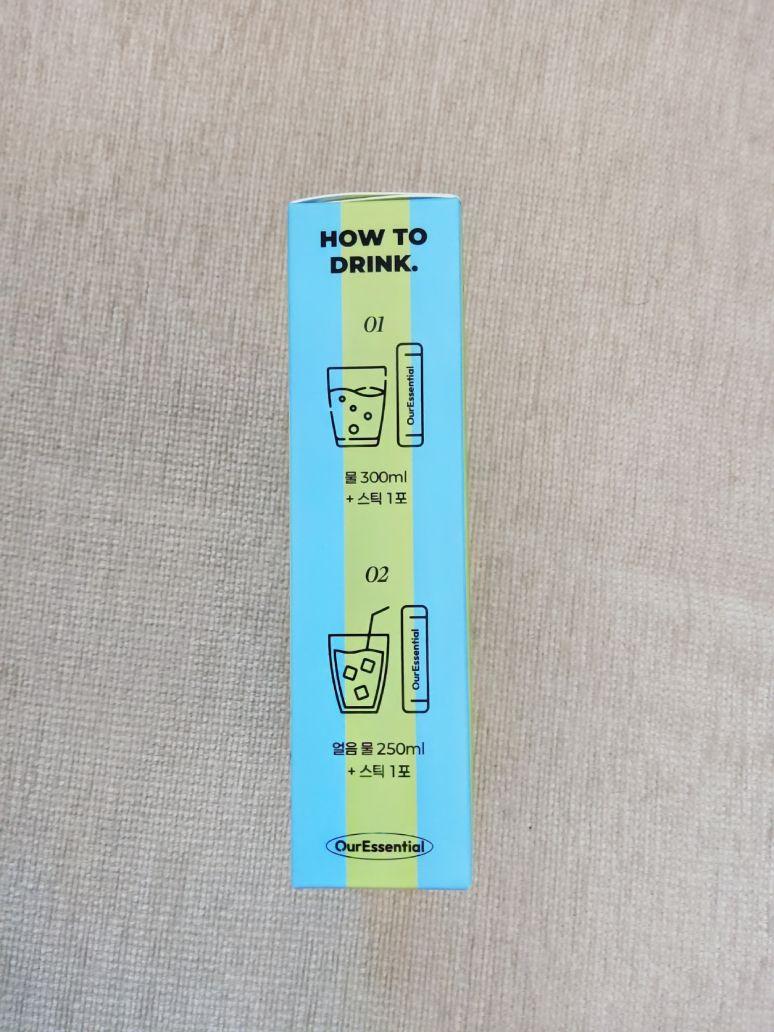 HOW TO
DRINK.
01
OurEssential
물 300ml
+ 스틱 1포
02
OurEssential
얼음 물 250ml
+ 스틱 1포
OurEssential